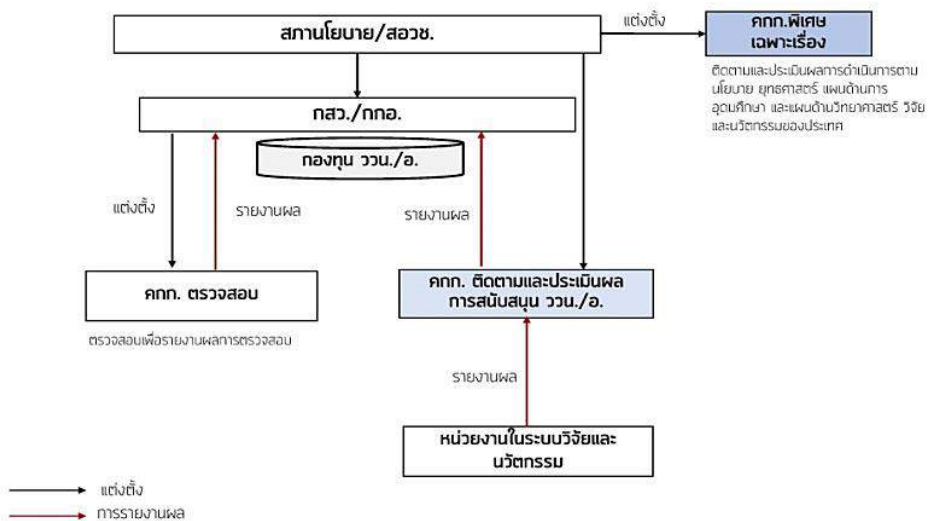 สภานโยบาย/สอวช.
แต่งตั้ง
คกก.พิเศษ
เฉพาะเรื่อง
ติดตามและประเมินผลการดำเนินการตาม
นโยบาย ยุทธศาสตร์ แผนด้านการ
อุดมศึกษา และแผนด้านวิทยาศาสตร์ วิจัย
และนวัตกรรมของประเทศ
กสว./กกอ.
กองทุน ววน./อ.
แต่งตั้ง
รายงานผล
รายงานผล
คกก. ตรวจสอบ
ตรวจสอบเพื่อรายงานผลการตรวจสอบ
คกก. ติดตามและประเมินผล
การสนับสนุน ววน./อ.
รายงานผล
หน่วยงานในระบบวิจัยและ
นวัตกรรม
แต่งตั้ง
การรายงานผล